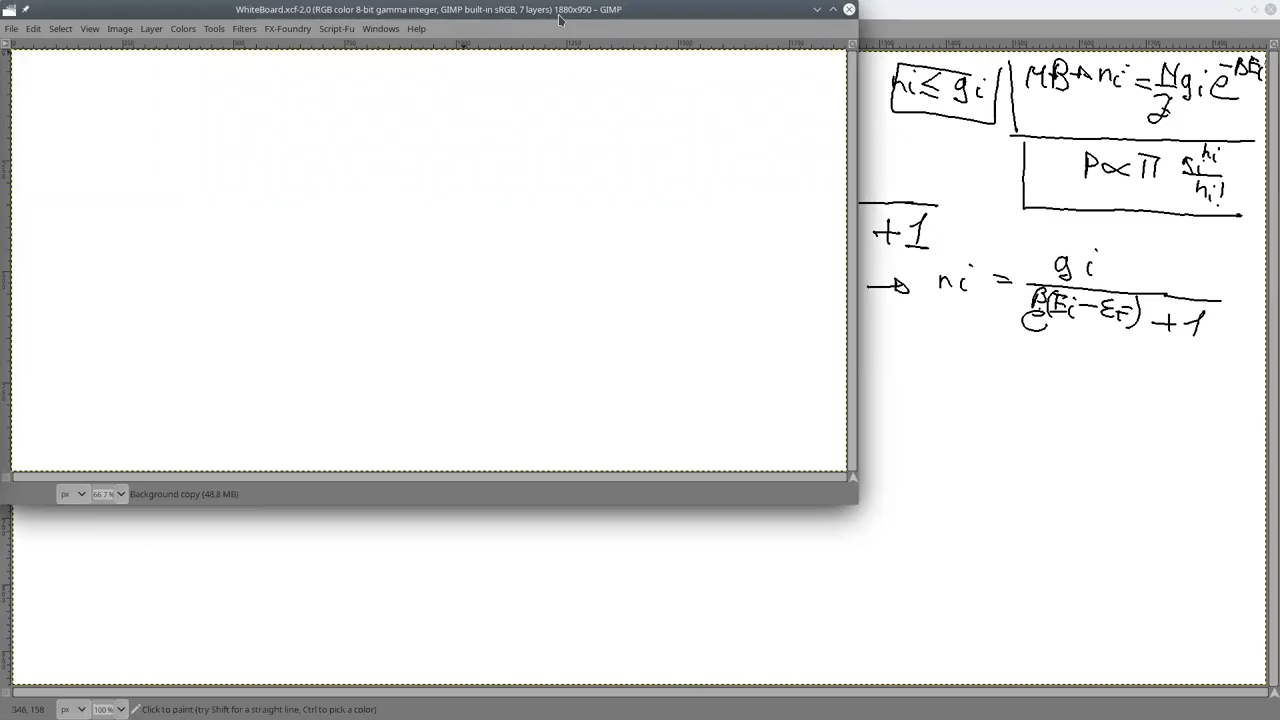 WhiteBoard.xcf-2.0 (RGB color 8-bit gamma integer, GIMP built-in sRGB, 7 layers) 1880x950 – GIMP
File Edit Select View Image Layer Colors Tools Filters FX-Foundry Script-Fu Windows Help
ni ≤ gi
MB→ ni = N/Z gi e^-βEi
P ∝ Π gi^ni/ni!
+1
→ ni = gi / e^β(Ei-εF) + 1
px 66.7% Background copy (48.8 MB)
346, 158 px 100% Click to paint (try Shift for a straight line, Ctrl to pick a color)